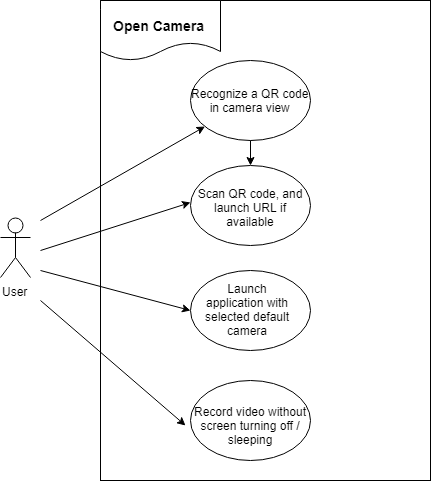 Open Camera
Recognize a QR code
in camera view
Scan QR code, and
launch URL if
available
User
Launch
application with
selected default
camera
Record video without
screen turning off /
sleeping